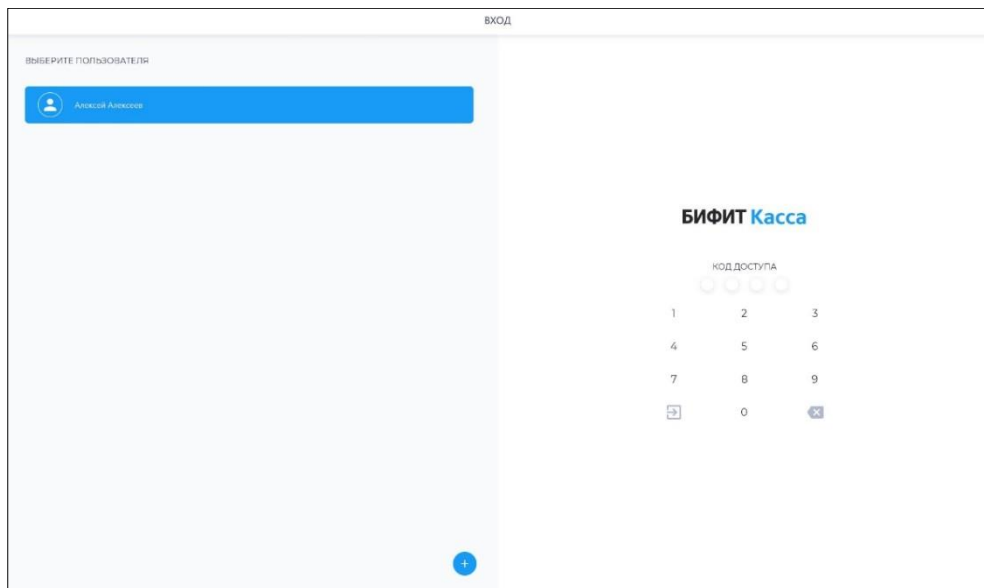 ВХОД
ВЫБЕРИТЕ ПОЛЬЗОВАТЕЛЯ
Алексей Алексеев
БИФИТ Касса
КОД ДОСТУПА
1 2 3
4 5 6
7 8 9
0
+